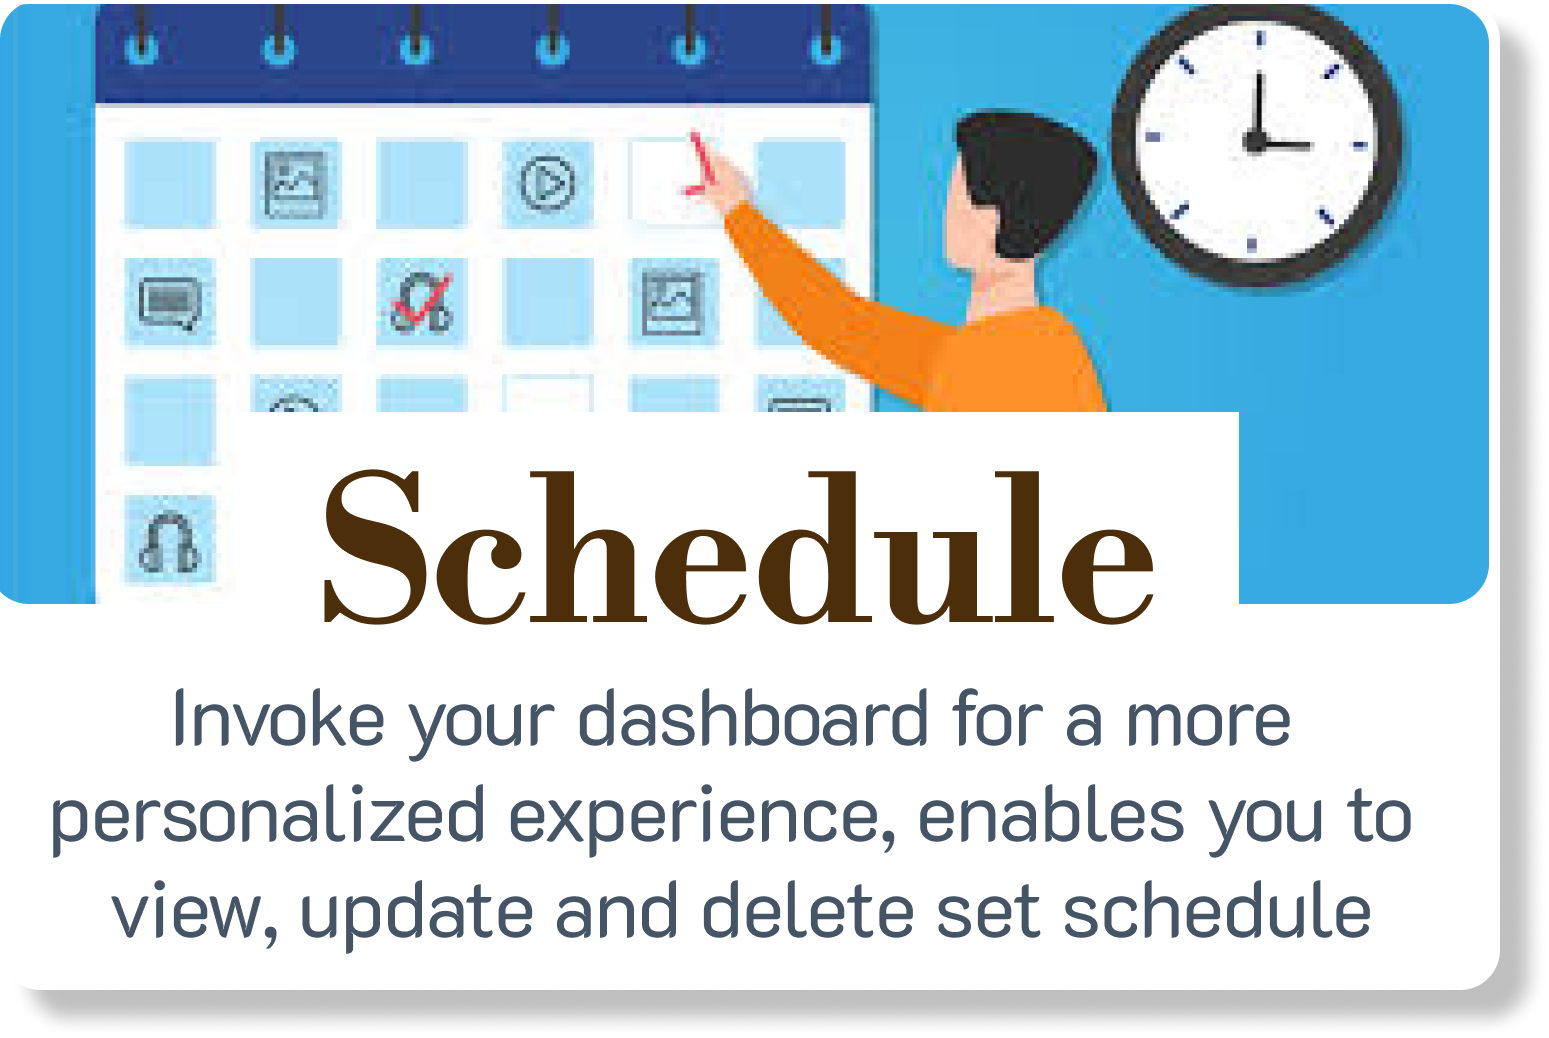 Schedule
Invoke your dashboard for a more
personalized experience, enables you to
view, update and delete set schedule